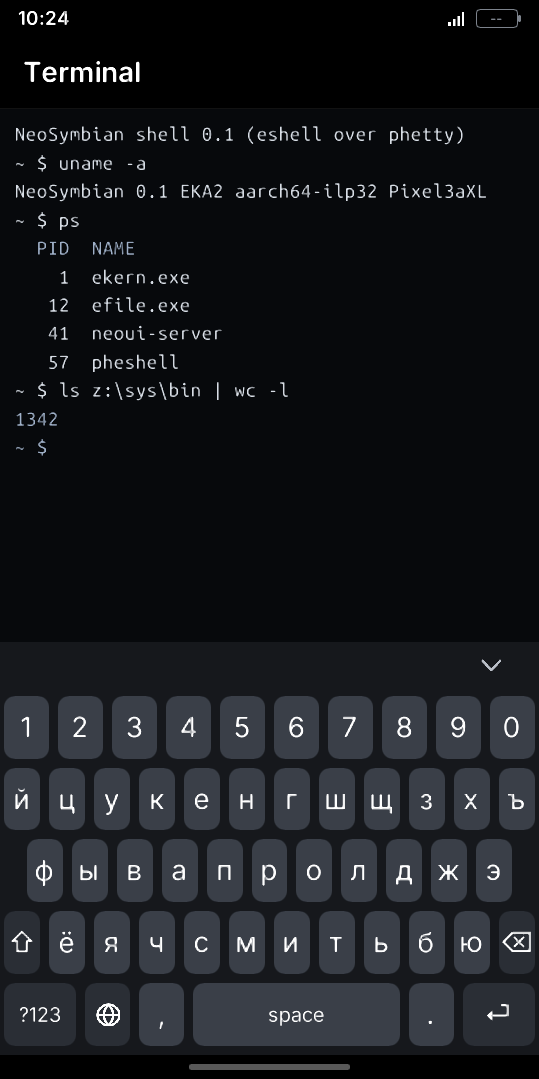 10:24
--
Terminal
NeoSymbian shell 0.1 (eshell over phetty)
~ $ uname -a
NeoSymbian 0.1 EKA2 aarch64-ilp32 Pixel3aXL
~ $ ps
PID NAME
1 ekern.exe
12 efile.exe
41 neoui-server
57 pheshell
~ $ ls z:\sys\bin | wc -l
1342
~ $
1 2 3 4 5 6 7 8 9 0
й ц у к е н г ш щ з х ъ
ф ы в а п р о л д ж э
ё я ч с м и т ь б ю
?123 , space .